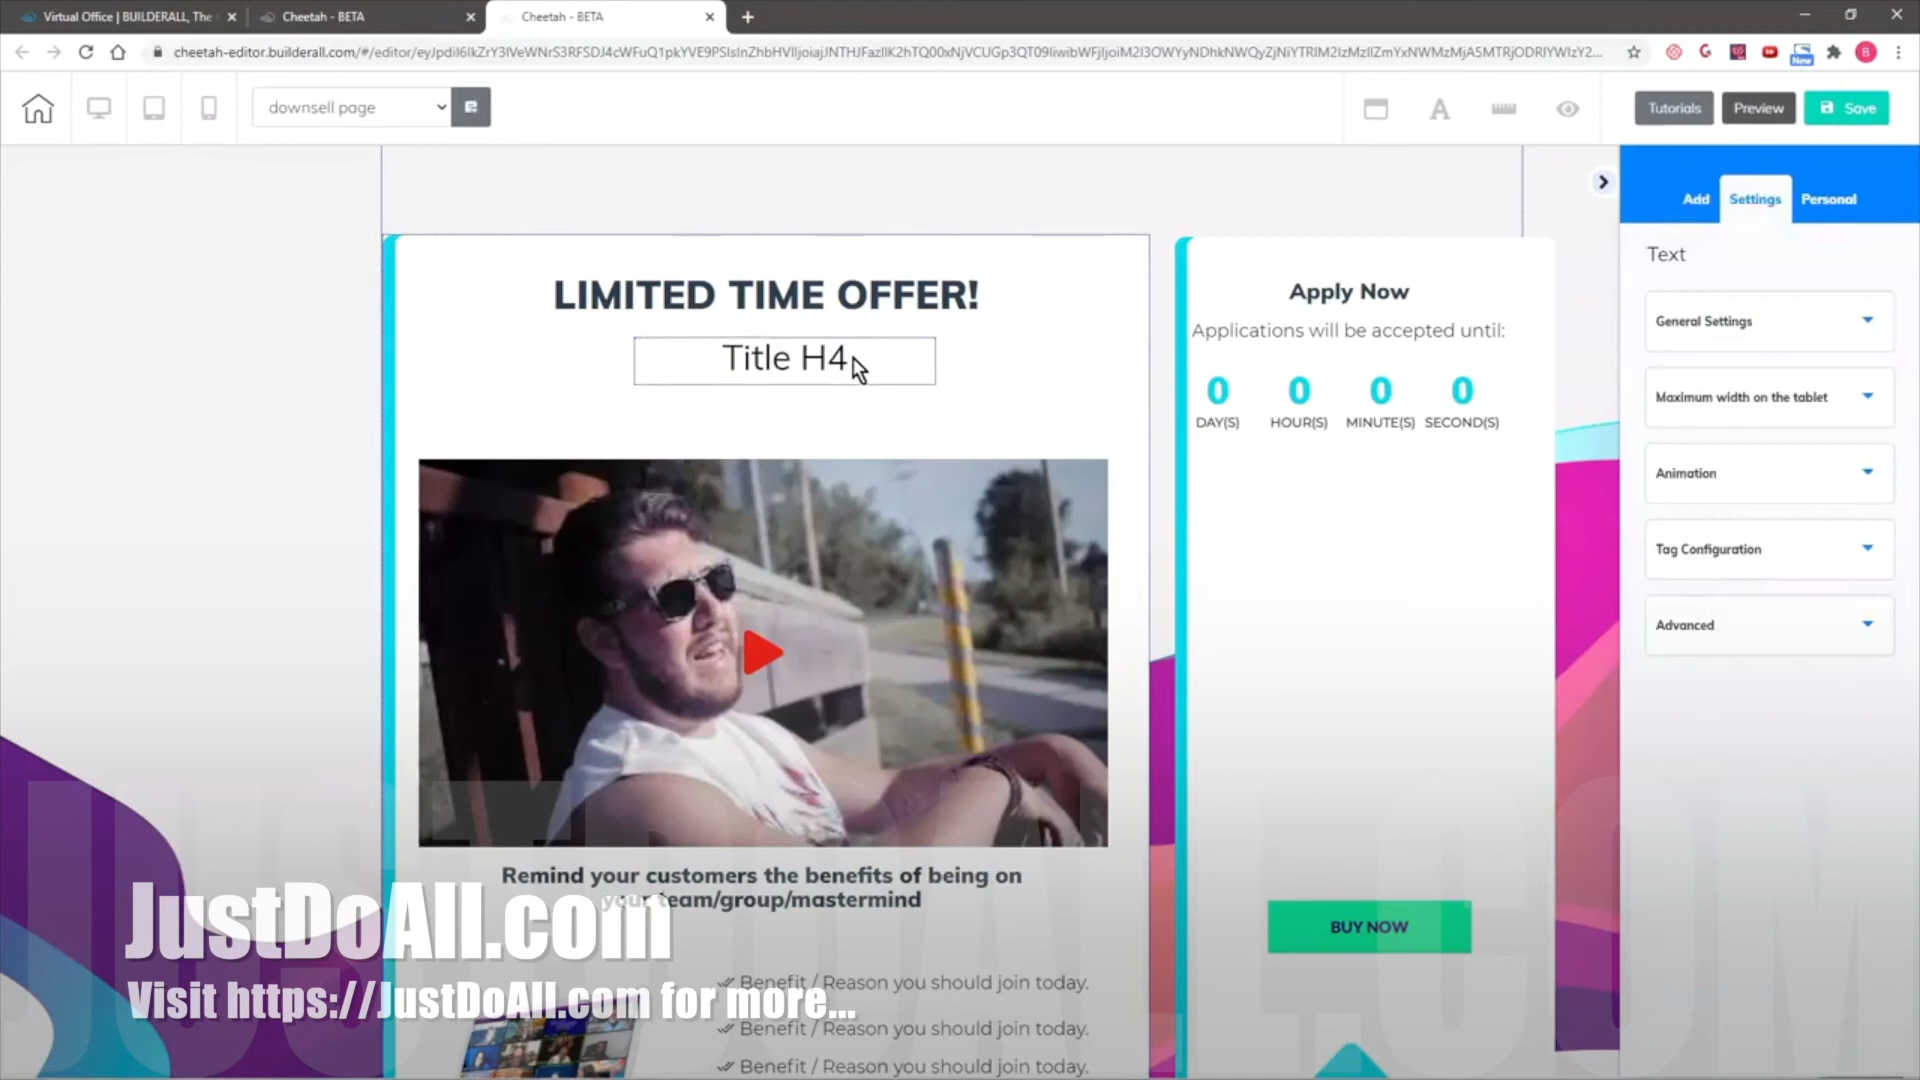 Virtual Office | BUILDERALL, The
Cheetah - BETA
Cheetah - BETA
downsell page
Tutorials
Preview
Save
Add
Settings
Personal
Text
General Settings
Maximum width on the tablet
Animation
Tag Configuration
Advanced
LIMITED TIME OFFER!
Title H4
Apply Now
Applications will be accepted until:
0 0 0 0
DAY(S) HOUR(S) MINUTE(S) SECOND(S)
Remind your customers the benefits of being on
your team/group/mastermind
BUY NOW
Benefit / Reason you should join today.
Benefit / Reason you should join today.
Benefit / Reason you should join today.
JustDoAll.com
Visit https://JustDoAll.com for more...
JUSTDOALL.COM
New
B
A